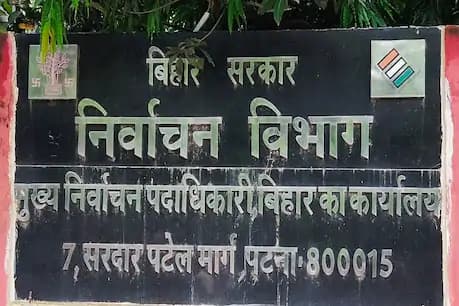 बिहार सरकार
निर्वाचन विभाग
मुख्य निर्वाचन पदाधिकारी,बिहार का कार्यालय
7, सरदार पटेल मार्ग ,पटना-800015